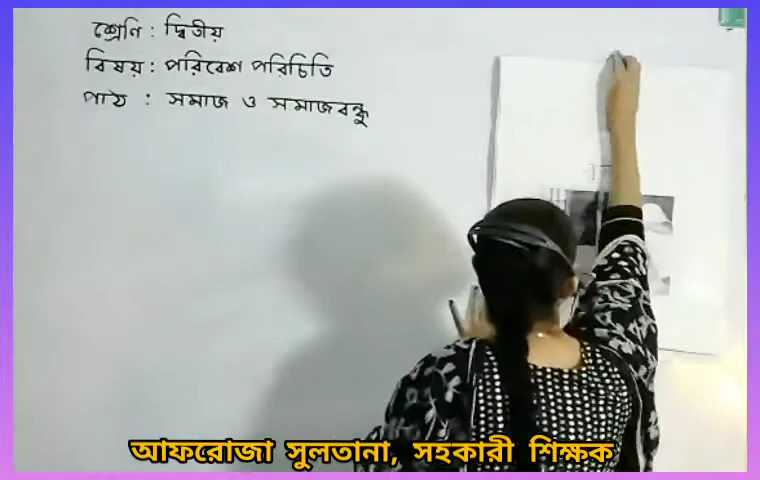 শ্রেণি : দ্বিতীয়
বিষয় : পরিবেশ পরিচিতি
পাঠ : সমাজ ও সমাজবন্ধু
আফরোজা সুলতানা, সহকারী শিক্ষক